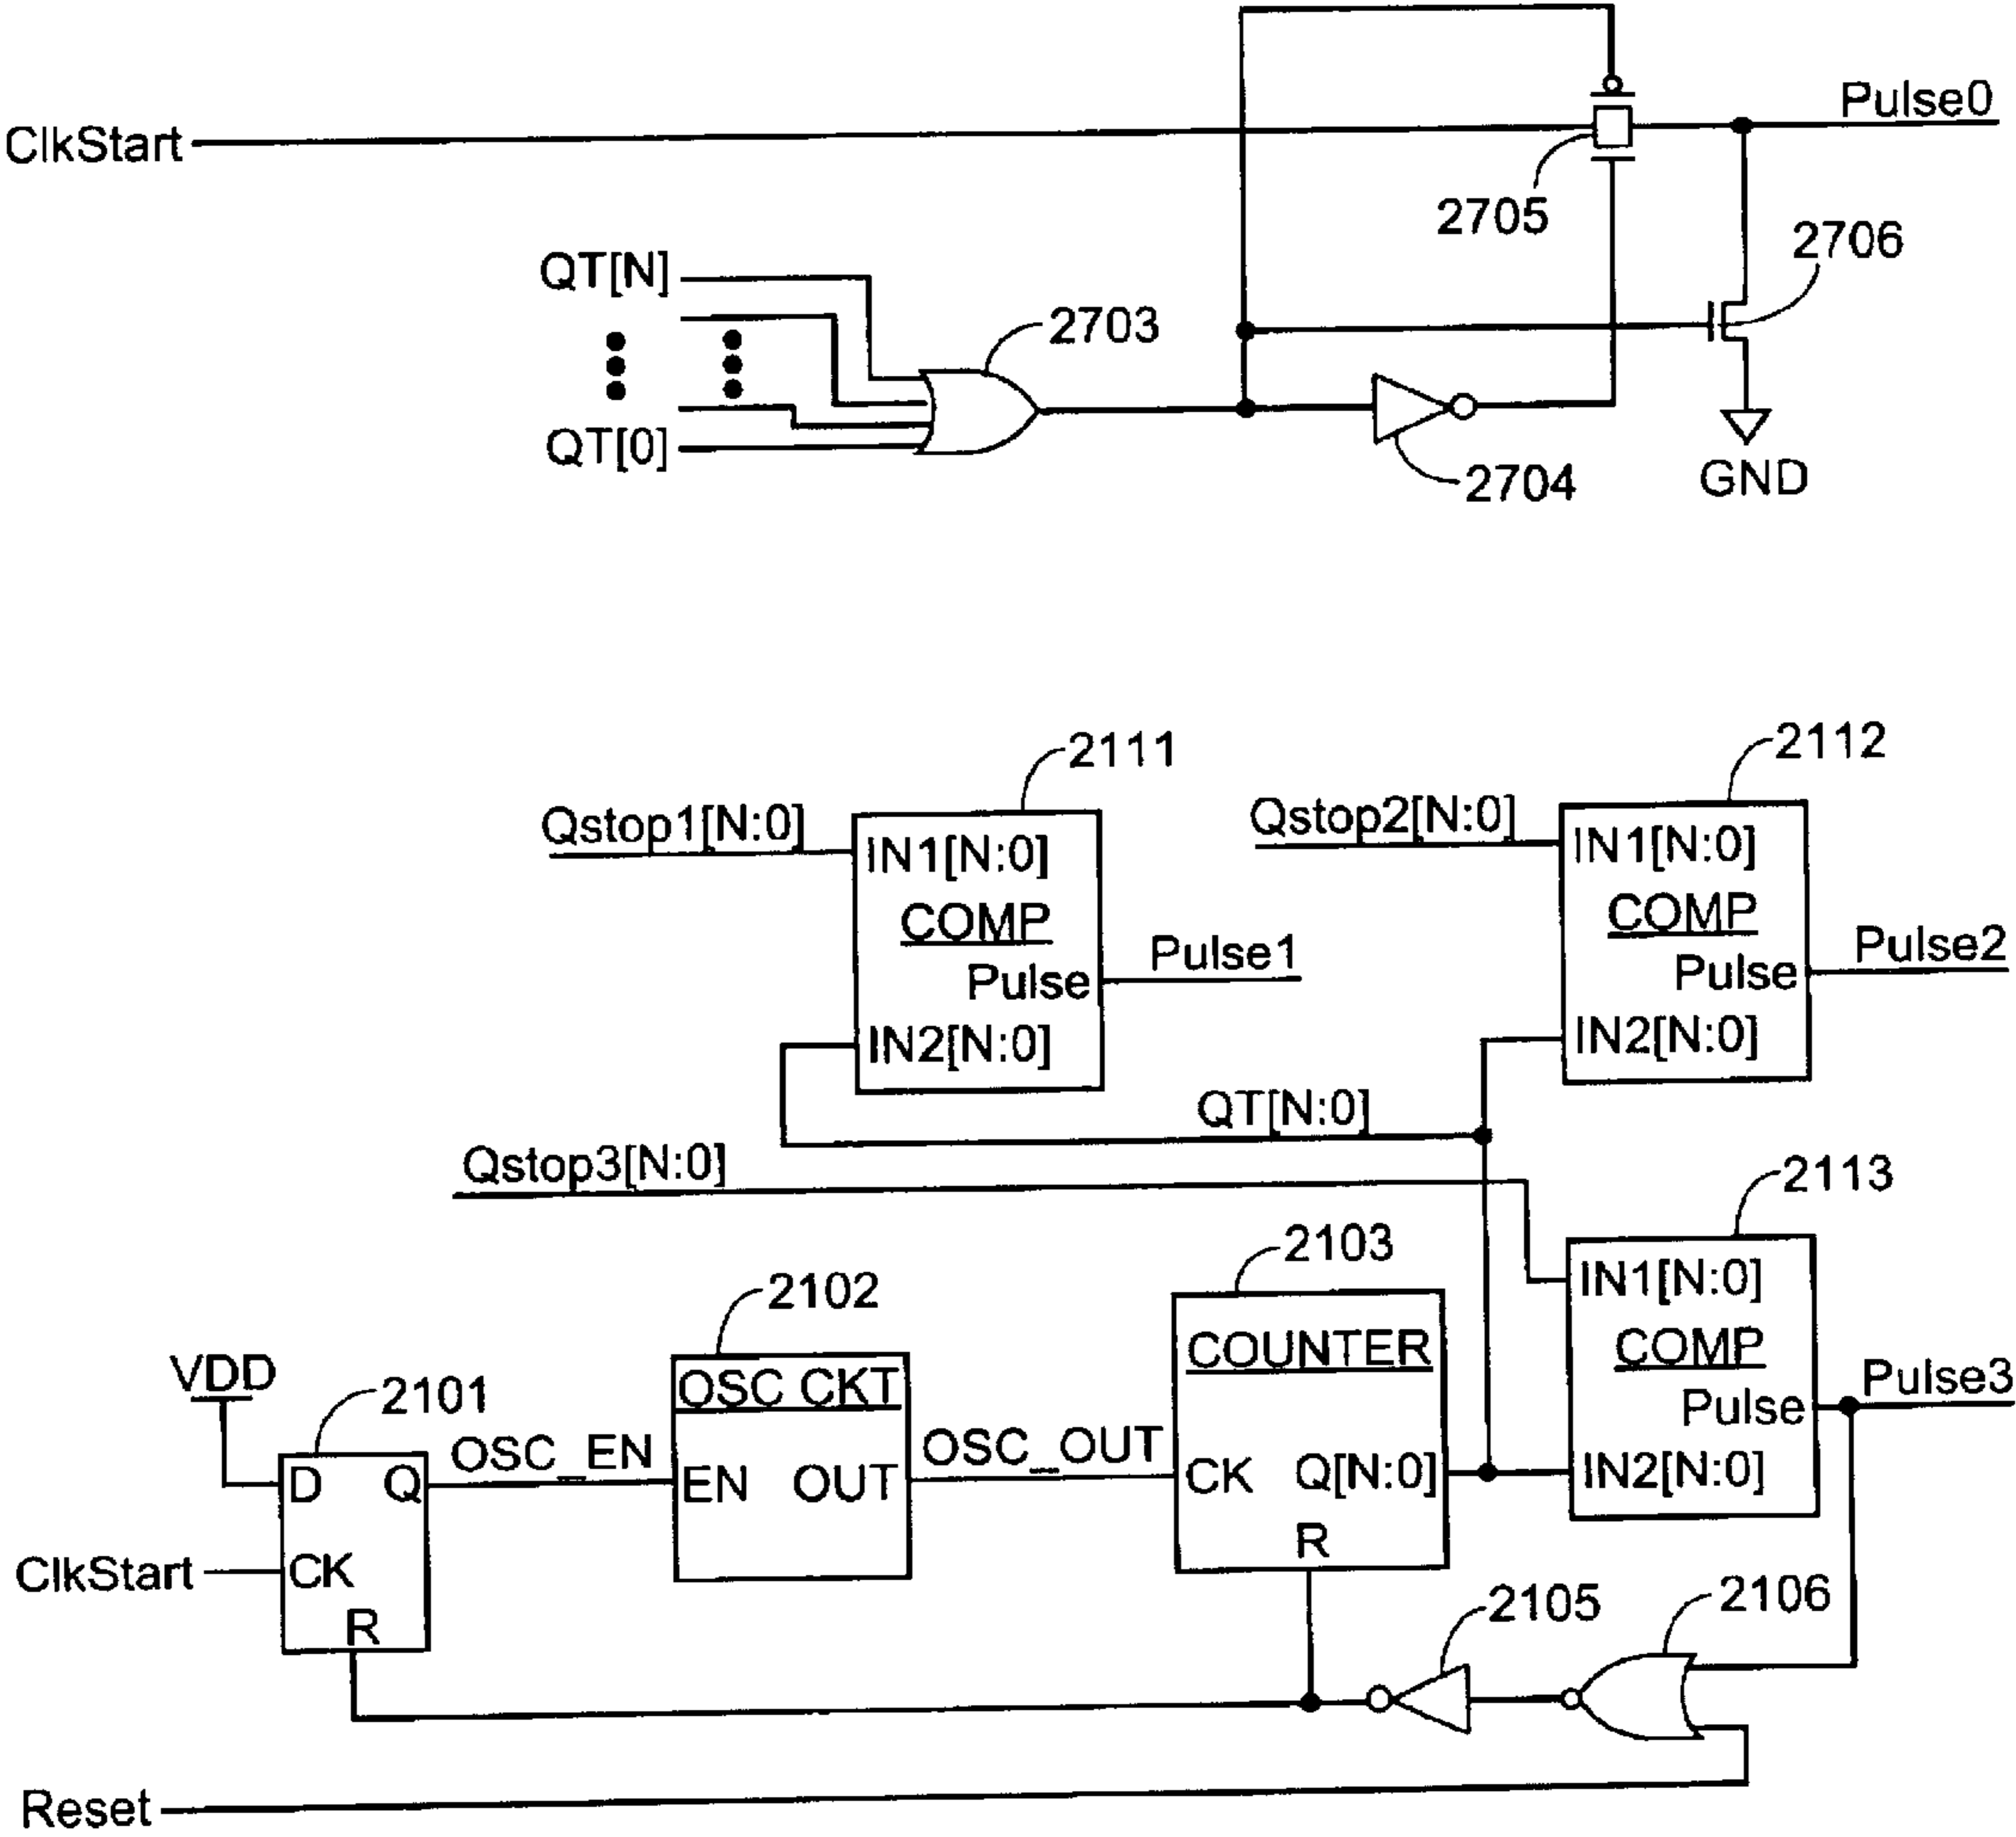 Pulse0
ClkStart
2705
2706
QT[N]
2703
QT[0]
2704
GND
2111
2112
Qstop1[N:0]
Qstop2[N:0]
IN1[N:0]
COMP
Pulse
IN2[N:0]
Pulse1
IN1[N:0]
COMP
Pulse
IN2[N:0]
Pulse2
QT[N:0]
Qstop3[N:0]
2113
2103
2102
IN1[N:0]
COMP
Pulse
IN2[N:0]
Pulse3
COUNTER
CK
Q[N:0]
R
VDD
2101
OSC CKT
EN
OUT
OSC_EN
OSC_OUT
D
Q
CK
R
ClkStart
2105
2106
Reset